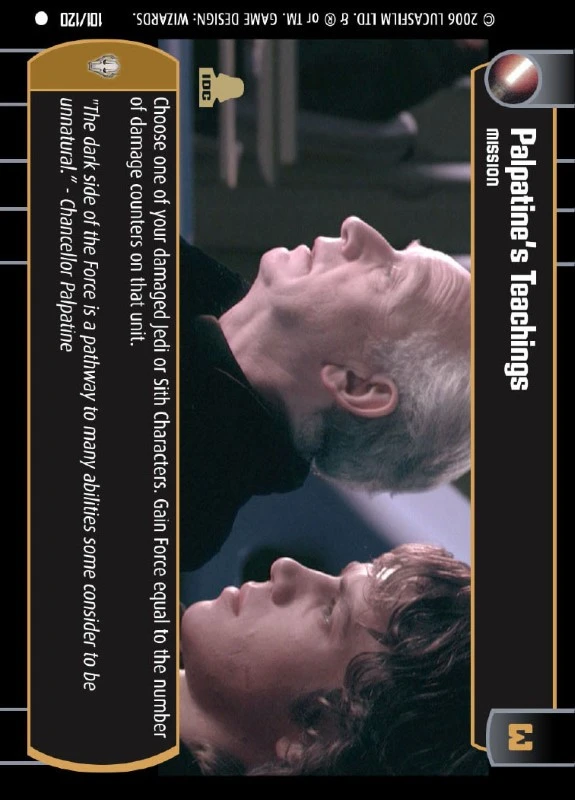 Palpatine's Teachings
MISSION
3
IDC
Choose one of your damaged Jedi or Sith Characters. Gain Force equal to the number
of damage counters on that unit.
"The dark side of the Force is a pathway to many abilities some consider to be
unnatural." - Chancellor Palpatine
© 2006 LUCASFILM LTD. & ® or TM. GAME DESIGN: WIZARDS. 101/120